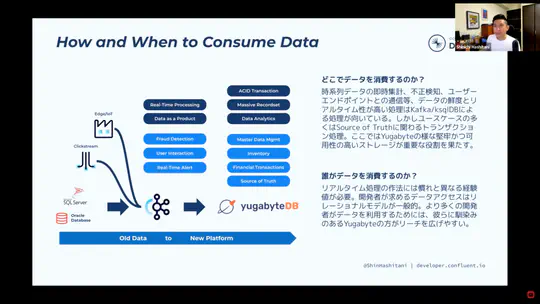 How and When to Consume Data
ACID Transaction
Real-Time Processing
Massive Recordset
Data as a Product
Data Analytics
Edge/IoT
Fraud Detection
Master Data Mgmt
Clickstream
User Interaction
Inventory
Real-Time Alert
Financial Transactions
Source of Truth
SQL Server
Oracle
Database
yugabyteDB
Old Data to New Platform
どこでデータを消費するのか？
時系列データの即時集計、不正検知、ユーザー
エンドポイントとの通信等、データの鮮度とリ
アルタイム性が高い処理はKafka/ksqlDBによ
る処理が向いている。しかしユースケースの多
くはSource of Truthに関わるトランザクショ
ン処理。ここではYugabyteの様な堅牢かつ可
用性の高いストレージが重要な役割を果たす。
誰がデータを消費するのか？
リアルタイム処理の作法には慣れと異なる経験
値が必要。開発者が求めるデータアクセスはリ
レーショナルモデルが一般的。より多くの開発
者がデータを利用するためには、彼らに馴染み
のあるYugabyteの方がリーチを広げやすい。
@ShinHashitani | developer.confluent.io
Shinichi Hashitani